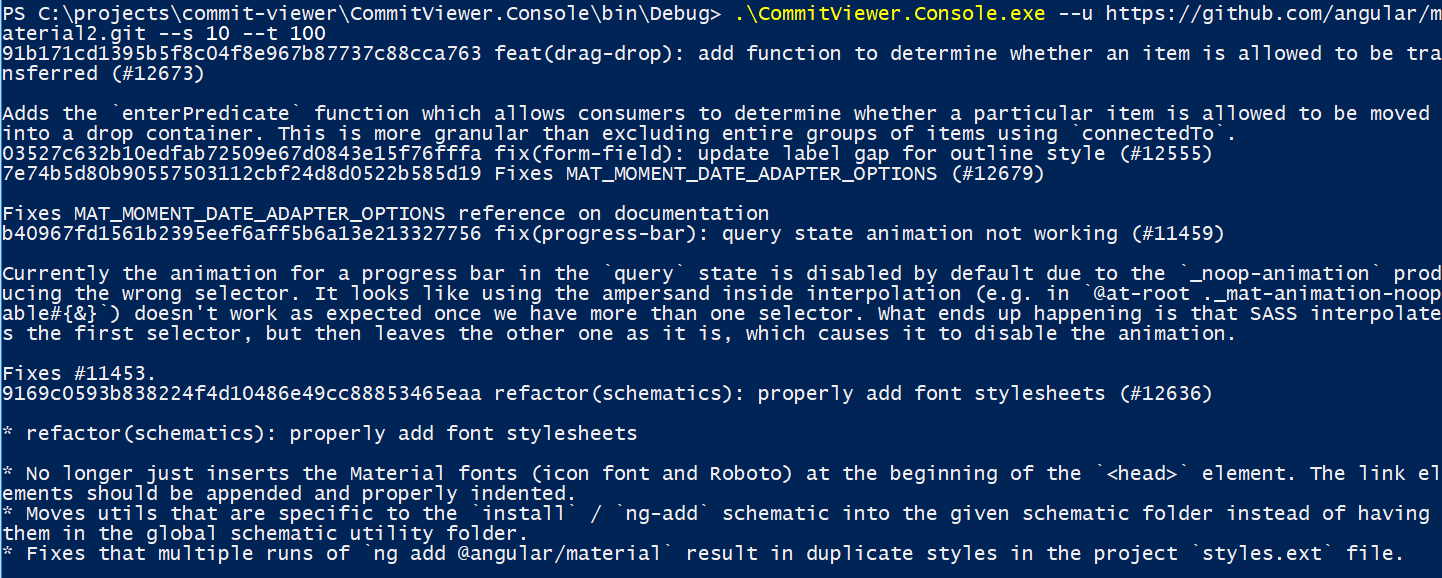 PS C:\projects\commit-viewer\CommitViewer.Console\bin\Debug> .\CommitViewer.Console.exe --u https://github.com/angular/m
aterial2.git --s 10 --t 100
91b171cd1395b5f8c04f8e967b87737c88cca763 feat(drag-drop): add function to determine whether an item is allowed to be tra
nsferred (#12673)

Adds the `enterPredicate` function which allows consumers to determine whether a particular item is allowed to be moved
into a drop container. This is more granular than excluding entire groups of items using `connectedTo`.
03527c632b10edfab72509e67d0843e15f76fffa fix(form-field): update label gap for outline style (#12555)
7e74b5d80b90557503112cbf24d8d0522b585d19 Fixes MAT_MOMENT_DATE_ADAPTER_OPTIONS (#12679)

Fixes MAT_MOMENT_DATE_ADAPTER_OPTIONS reference on documentation
b40967fd1561b2395eef6aff5b6a13e213327756 fix(progress-bar): query state animation not working (#11459)

Currently the animation for a progress bar in the `query` state is disabled by default due to the `_noop-animation` prod
ucing the wrong selector. It looks like using the ampersand inside interpolation (e.g. in `@at-root ._mat-animation-noop
able#{&}`) doesn't work as expected once we have more than one selector. What ends up happening is that SASS interpolate
s the first selector, but then leaves the other one as it is, which causes it to disable the animation.

Fixes #11453.
9169c0593b838224f4d10486e49cc88853465eaa refactor(schematics): properly add font stylesheets (#12636)

* refactor(schematics): properly add font stylesheets

* No longer just inserts the Material fonts (icon font and Roboto) at the beginning of the `<head>` element. The link el
ements should be appended and properly indented.
* Moves utils that are specific to the `install` / `ng-add` schematic into the given schematic folder instead of having
them in the global schematic utility folder.
* Fixes that multiple runs of `ng add @angular/material` result in duplicate styles in the project `styles.ext` file.